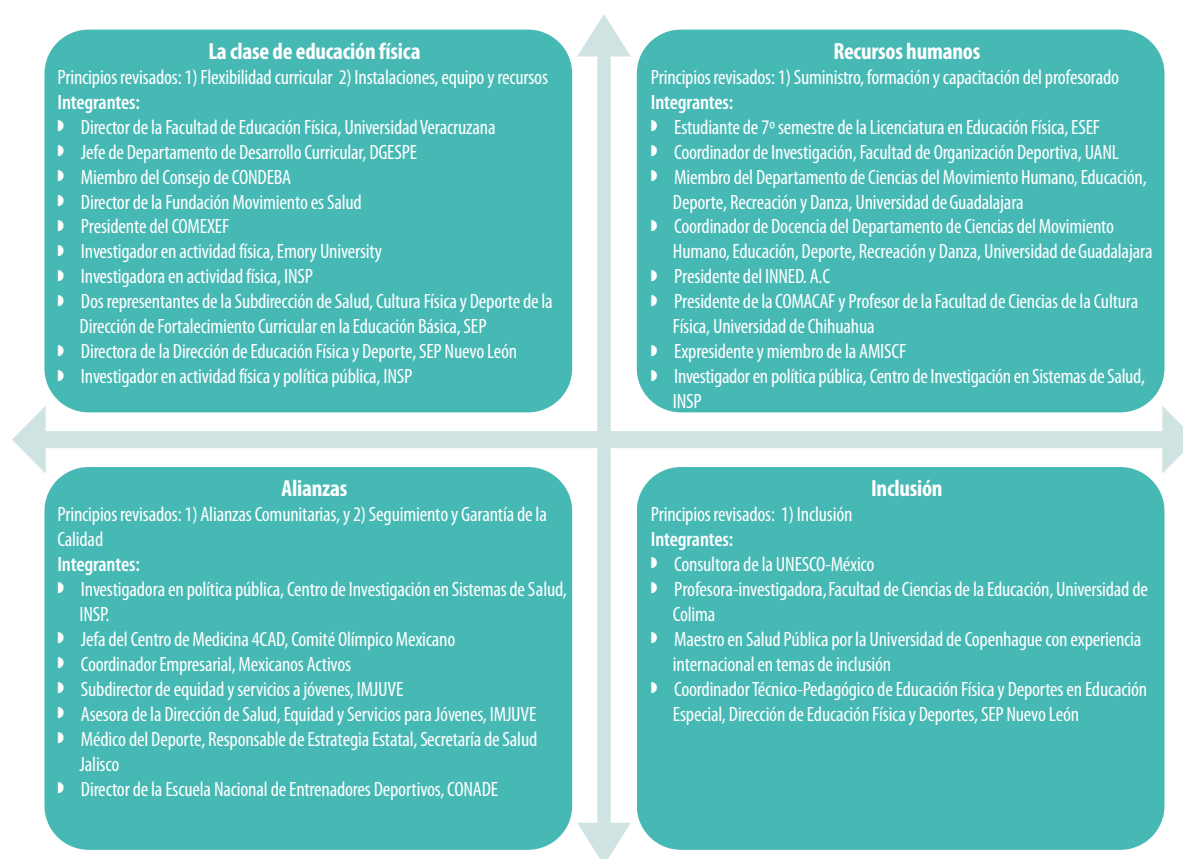 La clase de educación física
Principios revisados: 1) Flexibilidad curricular 2) Instalaciones, equipo y recursos
Integrantes:
Director de la Facultad de Educación Física, Universidad Veracruzana
Jefe de Departamento de Desarrollo Curricular, DGESPE
Miembro del Consejo de CONDEBA
Director de la Fundación Movimiento es Salud
Presidente del COMEXEF
Investigador en actividad física, Emory University
Investigadora en actividad física, INSP
Dos representantes de la Subdirección de Salud, Cultura Física y Deporte de la
Dirección de Fortalecimiento Curricular en la Educación Básica, SEP
Directora de la Dirección de Educación Física y Deporte, SEP Nuevo León
Investigador en actividad física y política pública, INSP
Recursos humanos
Principios revisados: 1) Suministro, formación y capacitación del profesorado
Integrantes:
Estudiante de 7º semestre de la Licenciatura en Educación Física, ESEF
Coordinador de Investigación, Facultad de Organización Deportiva, UANL
Miembro del Departamento de Ciencias del Movimiento Humano, Educación,
Deporte, Recreación y Danza, Universidad de Guadalajara
Coordinador de Docencia del Departamento de Ciencias del Movimiento
Humano, Educación, Deporte, Recreación y Danza, Universidad de Guadalajara
Presidente del INNED. A.C
Presidente de la COMACAF y Profesor de la Facultad de Ciencias de la Cultura
Física, Universidad de Chihuahua
Expresidente y miembro de la AMISCF
Investigador en política pública, Centro de Investigación en Sistemas de Salud,
INSP
Alianzas
Principios revisados: 1) Alianzas Comunitarias, y 2) Seguimiento y Garantía de la
Calidad
Integrantes:
Investigadora en política pública, Centro de Investigación en Sistemas de Salud,
INSP.
Jefa del Centro de Medicina 4CAD, Comité Olímpico Mexicano
Coordinador Empresarial, Mexicanos Activos
Subdirector de equidad y servicios a jóvenes, IMJUVE
Asesora de la Dirección de Salud, Equidad y Servicios para Jóvenes, IMJUVE
Médico del Deporte, Responsable de Estrategia Estatal, Secretaría de Salud
Jalisco
Director de la Escuela Nacional de Entrenadores Deportivos, CONADE
Inclusión
Principios revisados: 1) Inclusión
Integrantes:
Consultora de la UNESCO-México
Profesora-investigadora, Facultad de Ciencias de la Educación, Universidad de
Colima
Maestro en Salud Pública por la Universidad de Copenhague con experiencia
internacional en temas de inclusión
Coordinador Técnico-Pedagógico de Educación Física y Deportes en Educación
Especial, Dirección de Educación Física y Deportes, SEP Nuevo León